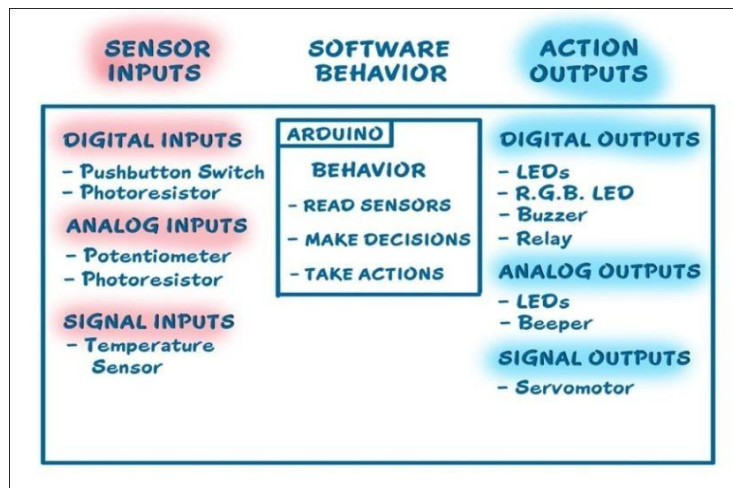 SENSOR
INPUTS
SOFTWARE
BEHAVIOR
ACTION
OUTPUTS
DIGITAL INPUTS
- Pushbutton Switch
- Photoresistor
ANALOG INPUTS
- Potentiometer
- Photoresistor
SIGNAL INPUTS
- Temperature
Sensor
ARDUINO
BEHAVIOR
- READ SENSORS
- MAKE DECISIONS
- TAKE ACTIONS
DIGITAL OUTPUTS
- LEDs
- R.G.B. LED
- Buzzer
- Relay
ANALOG OUTPUTS
- LEDs
- Beeper
SIGNAL OUTPUTS
- Servomotor